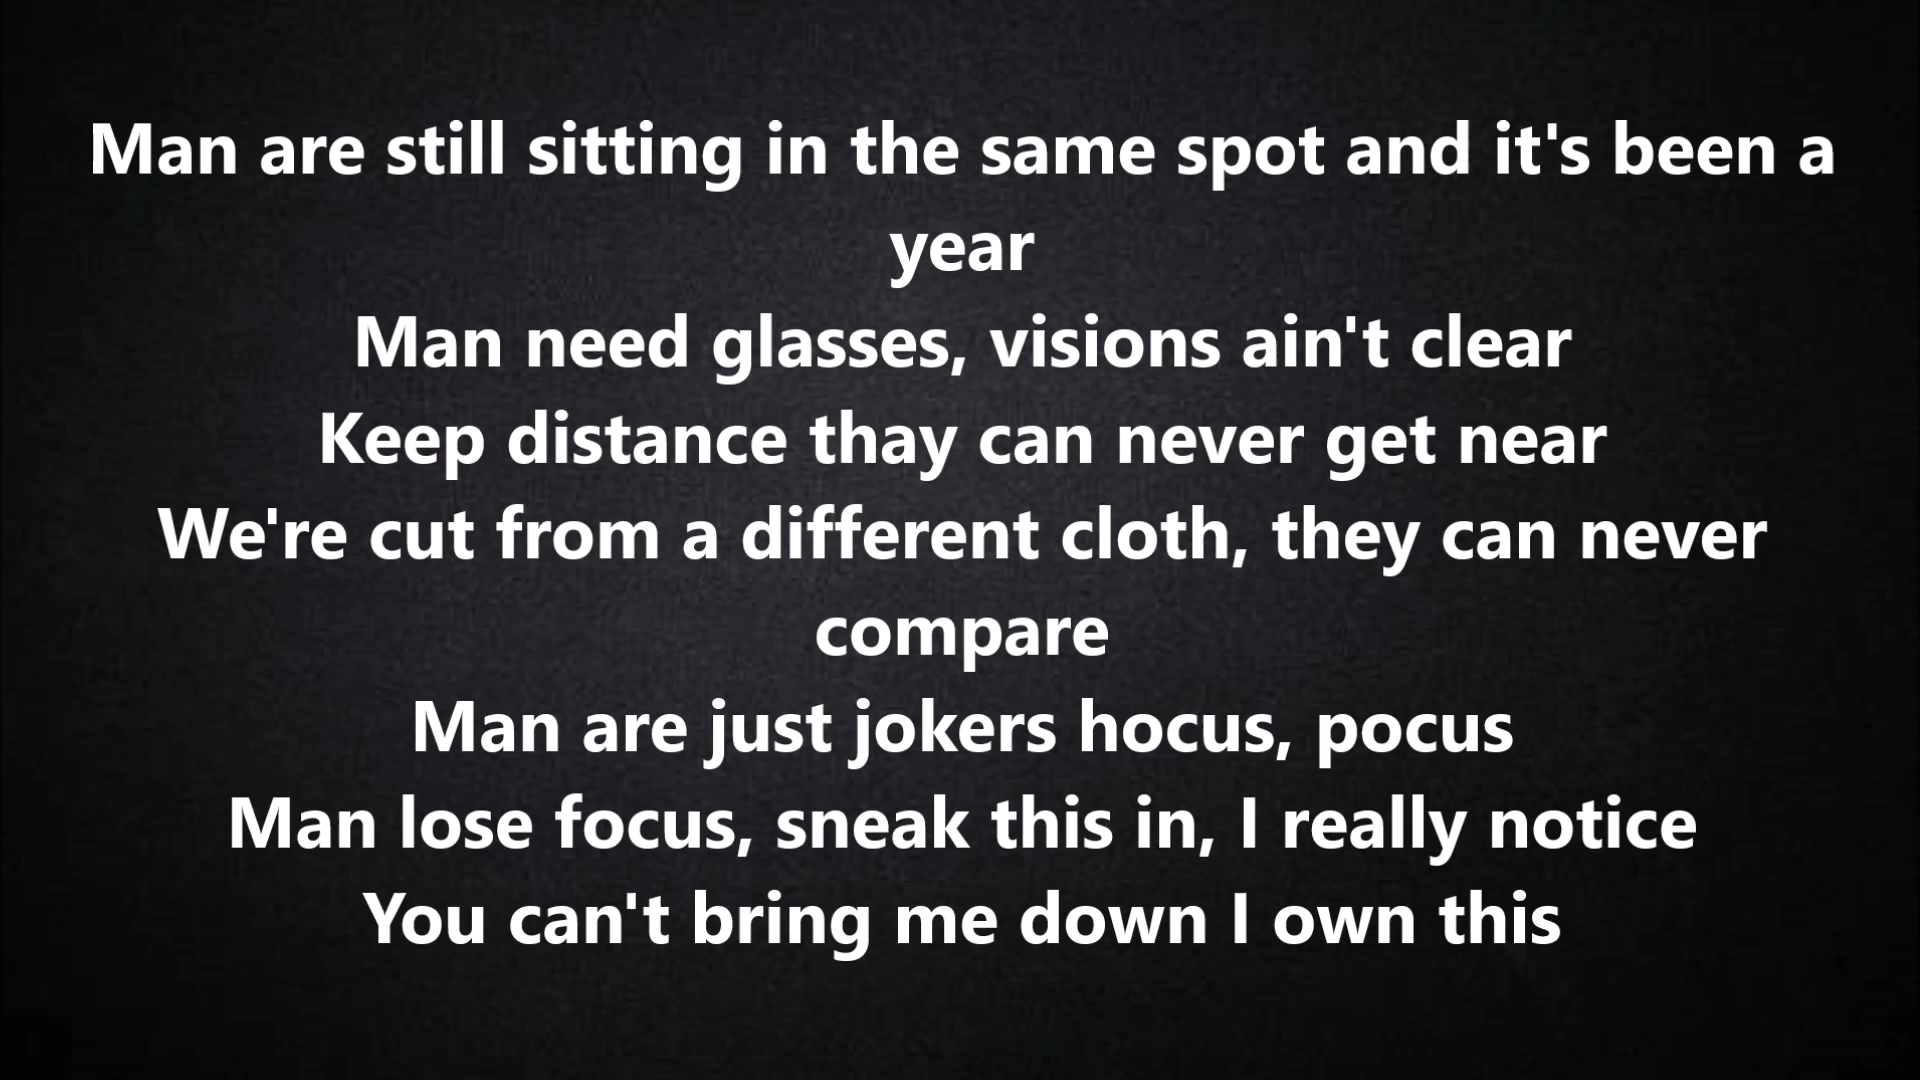 Man are still sitting in the same spot and it's been a
year
Man need glasses, visions ain't clear
Keep distance thay can never get near
We're cut from a different cloth, they can never
compare
Man are just jokers hocus, pocus
Man lose focus, sneak this in, I really notice
You can't bring me down I own this